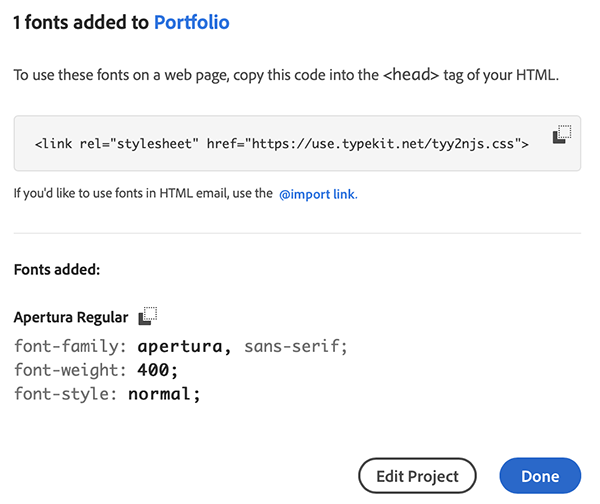 1 fonts added to Portfolio
To use these fonts on a web page, copy this code into the <head> tag of your HTML.
<link rel="stylesheet" href="https://use.typekit.net/tyy2njs.css">
If you'd like to use fonts in HTML email, use the @import link.
Fonts added:
Apertura Regular
font-family: apertura, sans-serif;
font-weight: 400;
font-style: normal;
Edit Project Done